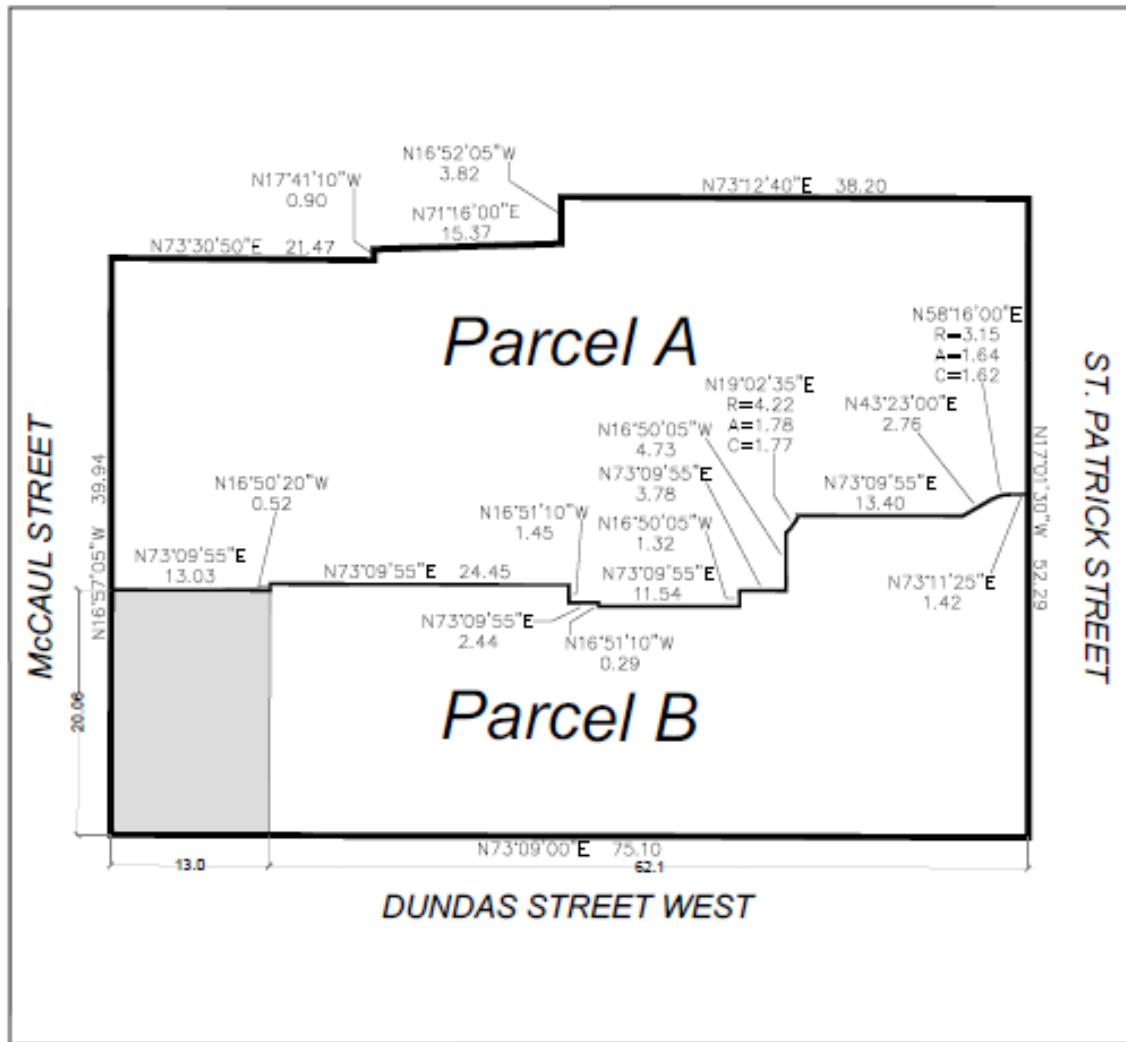 N16°52'05"W
3.82
N17°41'10"W
0.90
N73°12'40"E 38.20
N71°16'00"E
15.37
N73°30'50"E 21.47
Parcel A
N58°16'00"E
R=3.15
A=1.64
C=1.62
N19°02'35"E
R=4.22
A=1.78
C=1.77
N43°23'00"E
2.76
N16°50'05"W
4.73
N73°09'55"E
3.78
N73°09'55"E
13.40
ST. PATRICK STREET
N17°01'30"W 52.29
McCAUL STREET
N16°57'05"W 39.94
N16°50'20"W
0.52
N16°51'10"W
1.45
N16°50'05"W
1.32
N73°09'55"E
13.03
N73°09'55"E 24.45
N73°09'55"E
11.54
N73°11'25"E
1.42
N73°09'55"E
2.44
N16°51'10"W
0.29
20.06
Parcel B
N73°09'00"E 75.10
13.0
62.1
DUNDAS STREET WEST